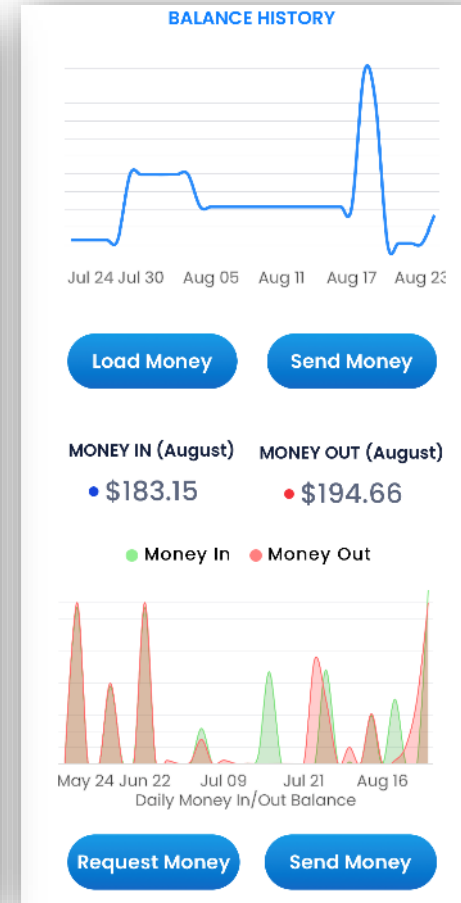 BALANCE HISTORY
Jul 24 Jul 30 Aug 05 Aug 11 Aug 17 Aug 23
Load Money Send Money
MONEY IN (August) MONEY OUT (August)
$183.15 $194.66
Money In Money Out
May 24 Jun 22 Jul 09 Jul 21 Aug 16
Daily Money In/Out Balance
Request Money Send Money